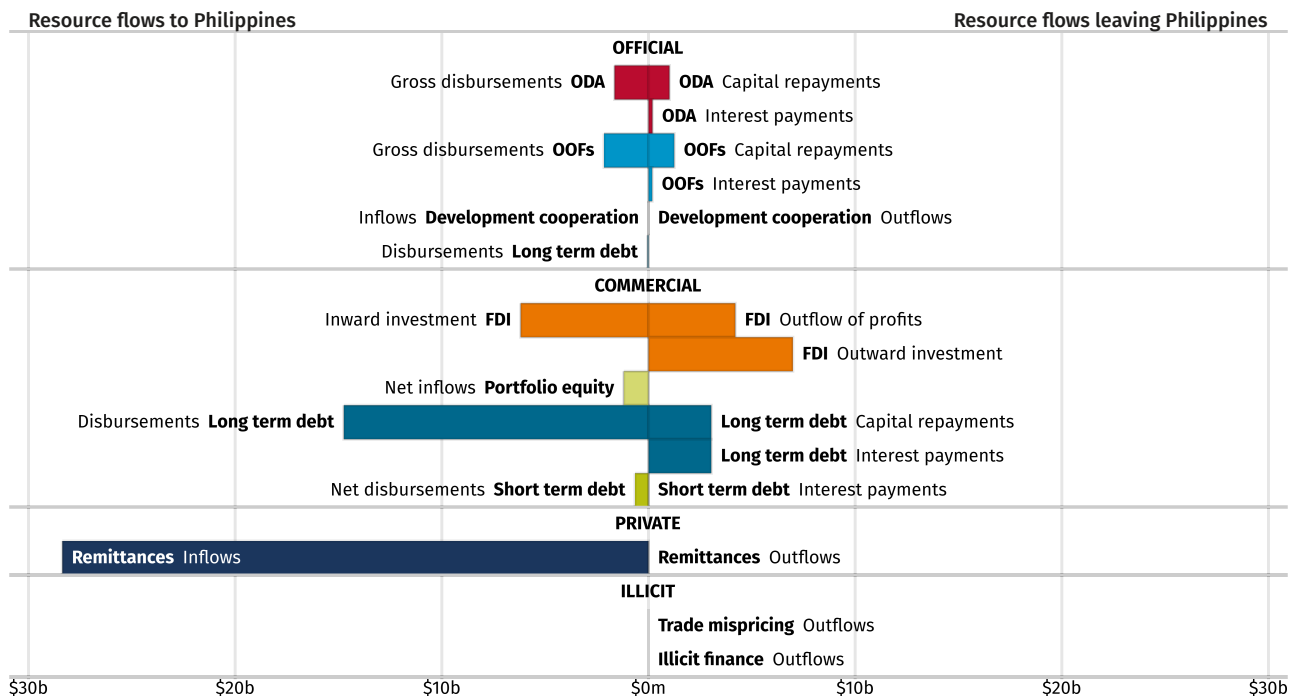 Resource flows to Philippines Resource flows leaving Philippines
OFFICIAL
Gross disbursements ODA ODA Capital repayments
ODA Interest payments
Gross disbursements OOFs OOFs Capital repayments
OOFs Interest payments
Inflows Development cooperation Development cooperation Outflows
Disbursements Long term debt
COMMERCIAL
Inward investment FDI FDI Outflow of profits
FDI Outward investment
Net inflows Portfolio equity
Disbursements Long term debt Long term debt Capital repayments
Long term debt Interest payments
Net disbursements Short term debt Short term debt Interest payments
PRIVATE
Remittances Inflows Remittances Outflows
ILLICIT
Trade mispricing Outflows
Illicit finance Outflows
$30b $20b $10b $0m $10b $20b $30b